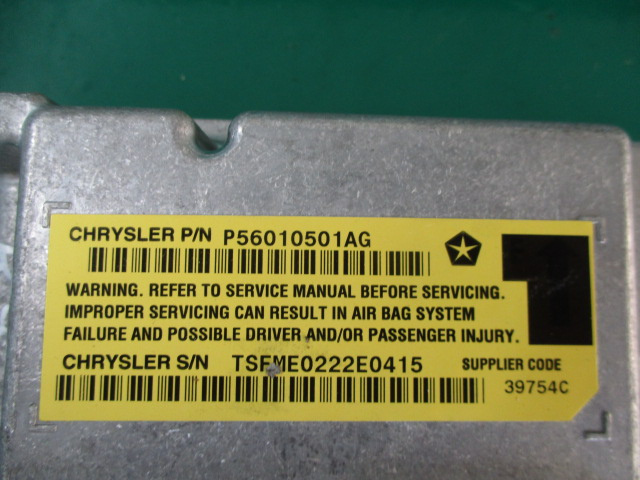 CHRYSLER P/N P56010501AG
WARNING. REFER TO SERVICE MANUAL BEFORE SERVICING.
IMPROPER SERVICING CAN RESULT IN AIR BAG SYSTEM
FAILURE AND POSSIBLE DRIVER AND/OR PASSENGER INJURY.
1
CHRYSLER S/N TSFME0222E0415
SUPPLIER CODE
39754C